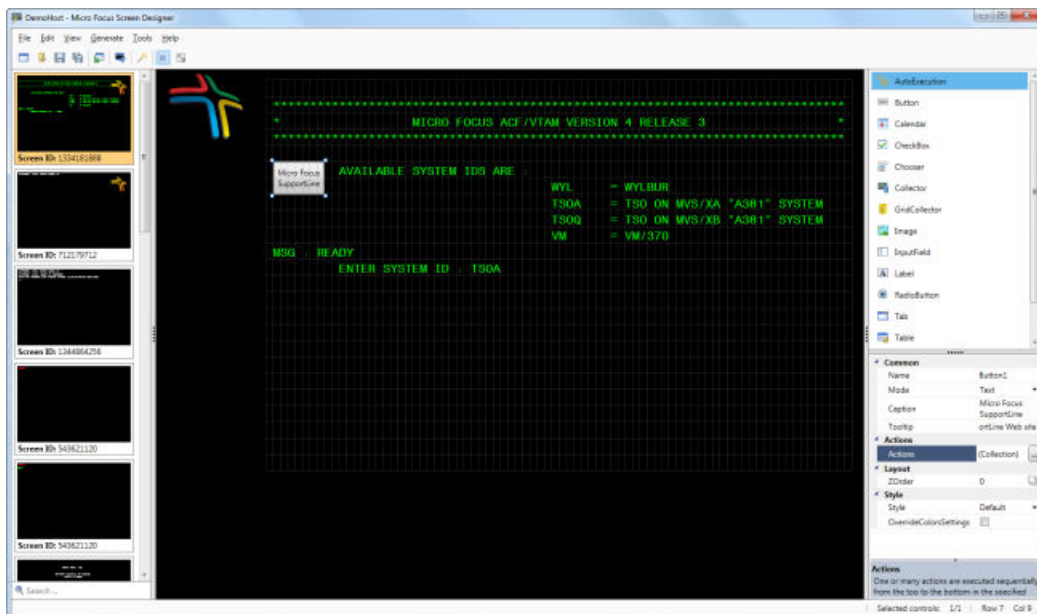 DemoHost - Micro Focus Screen Designer
File Edit View Generate Tools Help
Screen ID: 1334181868
Screen ID: 712179712
Screen ID: 1344864256
Screen ID: 543621120
Screen ID: 543621120
Search...
MICRO FOCUS ACF/VTAM VERSION 4 RELEASE 3
Micro Focus
SupportLine
AVAILABLE SYSTEM IDS ARE :
WYL = WYLBUR
TSOA = TSO ON MVS/XA "A381" SYSTEM
TSOQ = TSO ON MVS/XB "A381" SYSTEM
VM = VM/370
MSG : READY
ENTER SYSTEM ID : TSOA
AutoExecution
Button
Calendar
CheckBox
Chooser
Collector
GridCollector
Image
InputField
Label
RadioButton
Tab
Table
Common
Name Button1
Mode Text
Caption Micro Focus
SupportLine
Tooltip ortLine Web site
Actions
Actions (Collection) ...
Layout
ZOrder 0
Style
Style Default
OverrideColorsSettings
Actions
One or many actions are executed sequentially
from the top to the bottom in the specified
Selected controls: 1/1 Row 7 Col 9